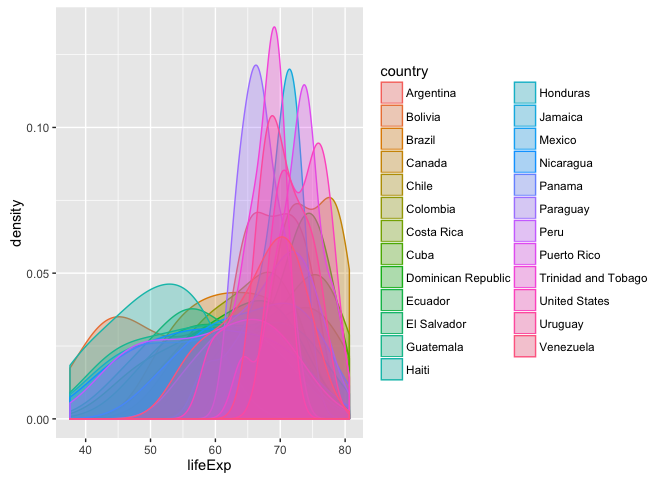 country
Argentina
Bolivia
Brazil
Canada
Chile
Colombia
Costa Rica
Cuba
Dominican Republic
Ecuador
El Salvador
Guatemala
Haiti
Honduras
Jamaica
Mexico
Nicaragua
Panama
Paraguay
Peru
Puerto Rico
Trinidad and Tobago
United States
Uruguay
Venezuela
density
0.10
0.05
0.00
40 50 60 70 80
lifeExp